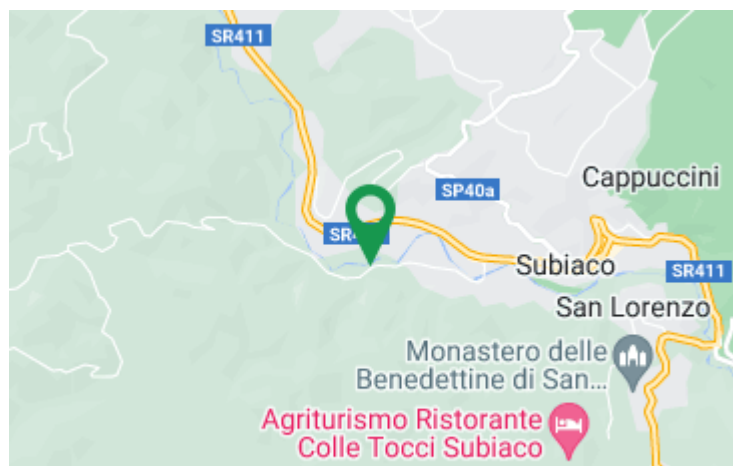 SR411
Cappuccini
SP40a
Subiaco
SR411
San Lorenzo
Monastero delle
Benedettine di San...
Agriturismo Ristorante
Colle Tocci Subiaco